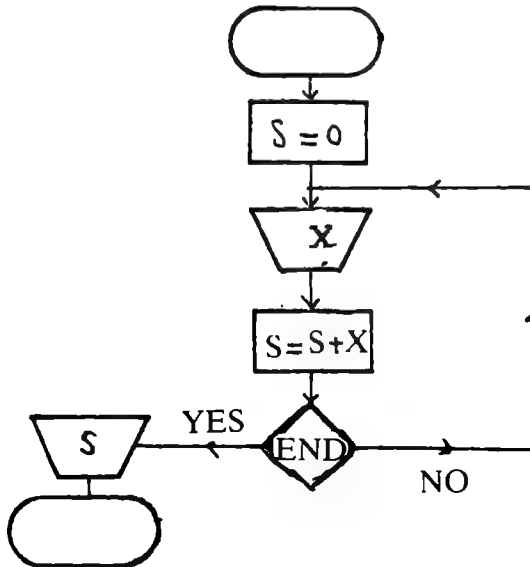 S = 0
X
S = S+X
END
YES
NO
S